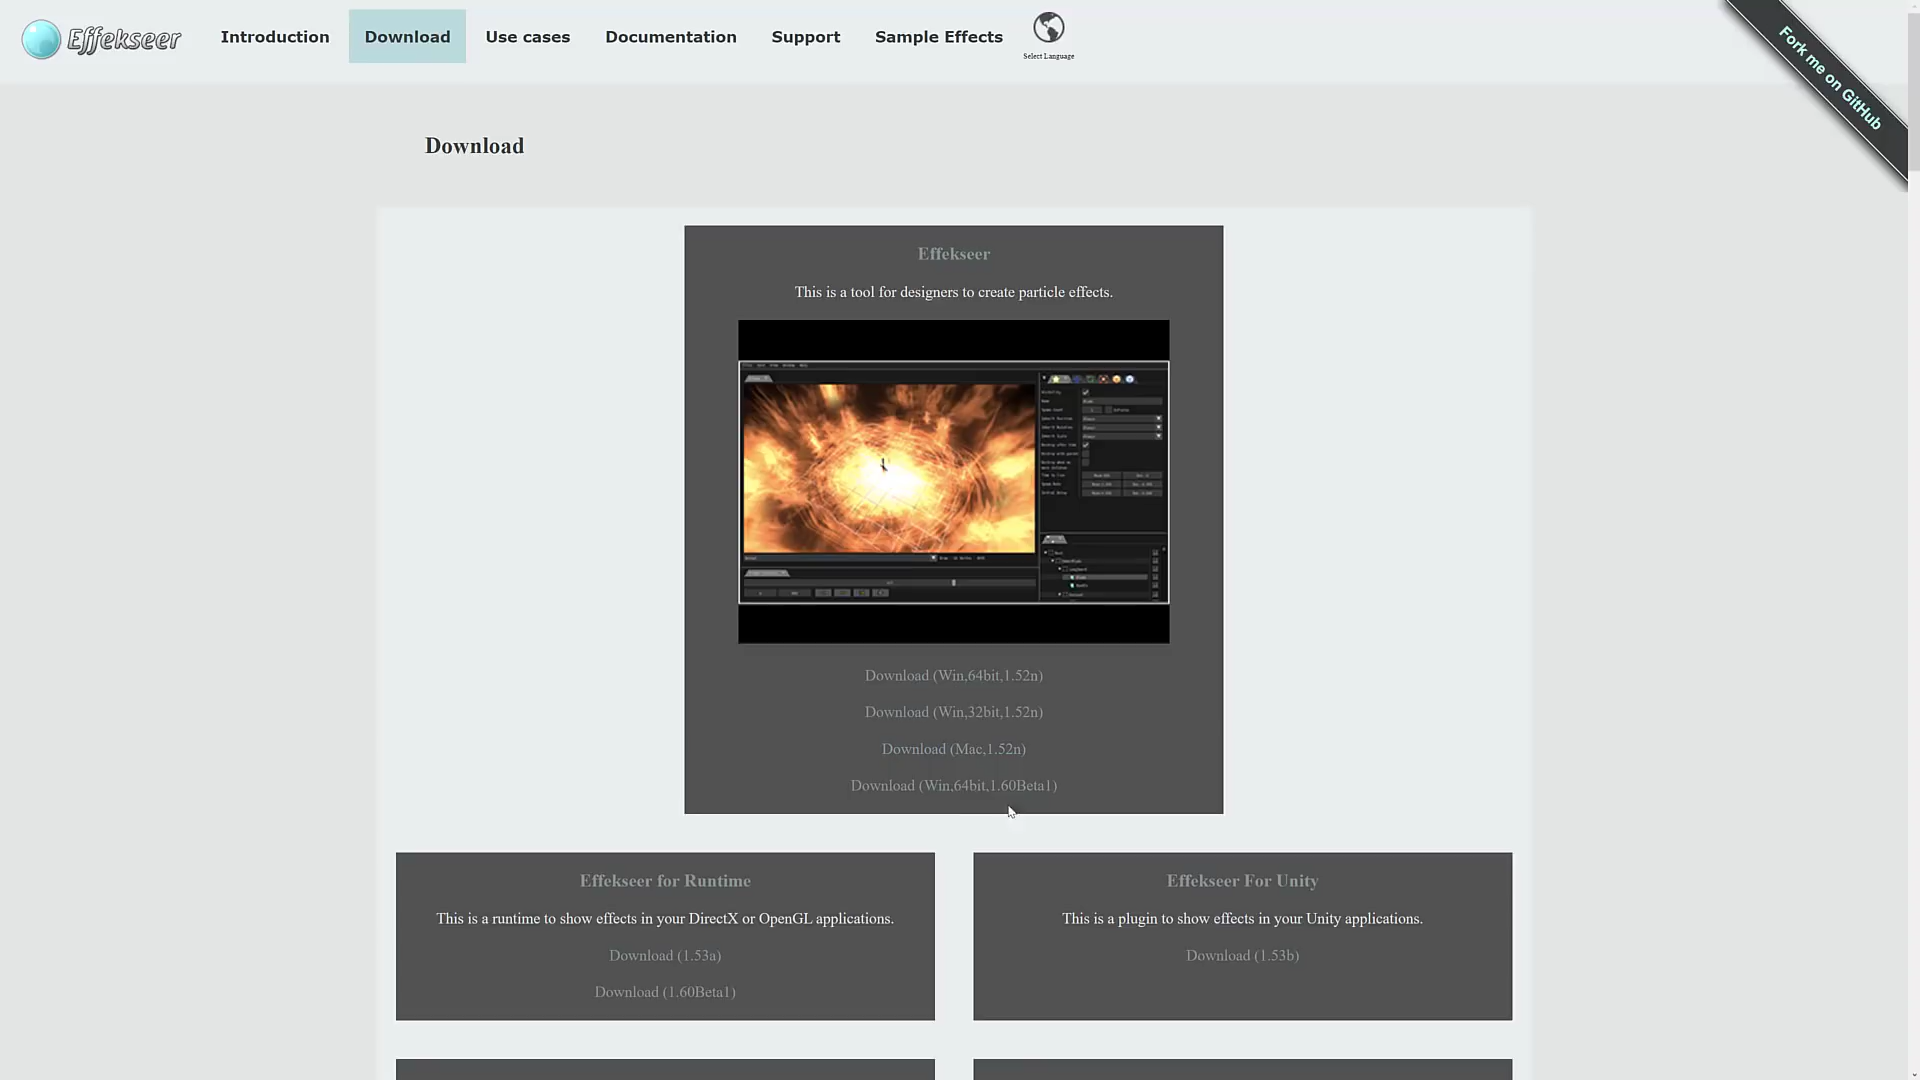 Effekseer
Introduction
Download
Use cases
Documentation
Support
Sample Effects
Select Language
Fork me on GitHub
Download
Effekseer
This is a tool for designers to create particle effects.
Download (Win,64bit,1.52n)
Download (Win,32bit,1.52n)
Download (Mac,1.52n)
Download (Win,64bit,1.60Beta1)
Effekseer for Runtime
This is a runtime to show effects in your DirectX or OpenGL applications.
Download (1.53a)
Download (1.60Beta1)
Effekseer For Unity
This is a plugin to show effects in your Unity applications.
Download (1.53b)